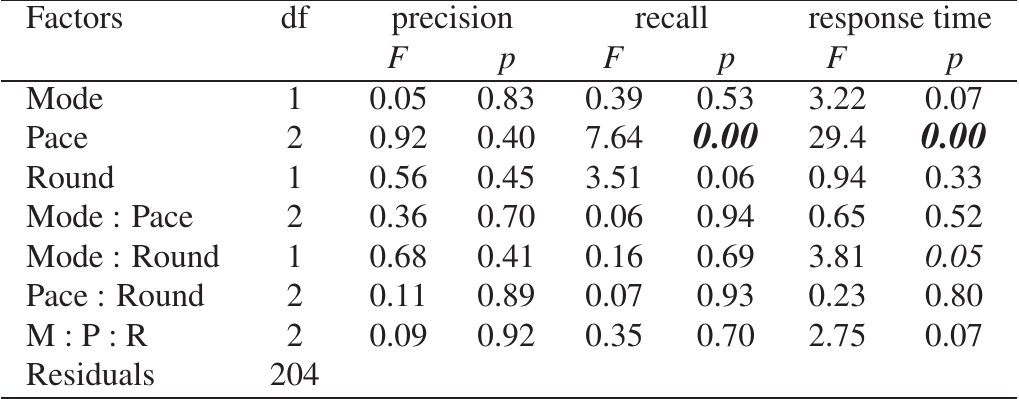 Factors df precision recall response time
F p F p F p
Mode 1 0.05 0.83 0.39 0.53 3.22 0.07
Pace 2 0.92 0.40 7.64 0.00 29.4 0.00
Round 1 0.56 0.45 3.51 0.06 0.94 0.33
Mode : Pace 2 0.36 0.70 0.06 0.94 0.65 0.52
Mode : Round 1 0.68 0.41 0.16 0.69 3.81 0.05
Pace : Round 2 0.11 0.89 0.07 0.93 0.23 0.80
M : P : R 2 0.09 0.92 0.35 0.70 2.75 0.07
Residuals 204